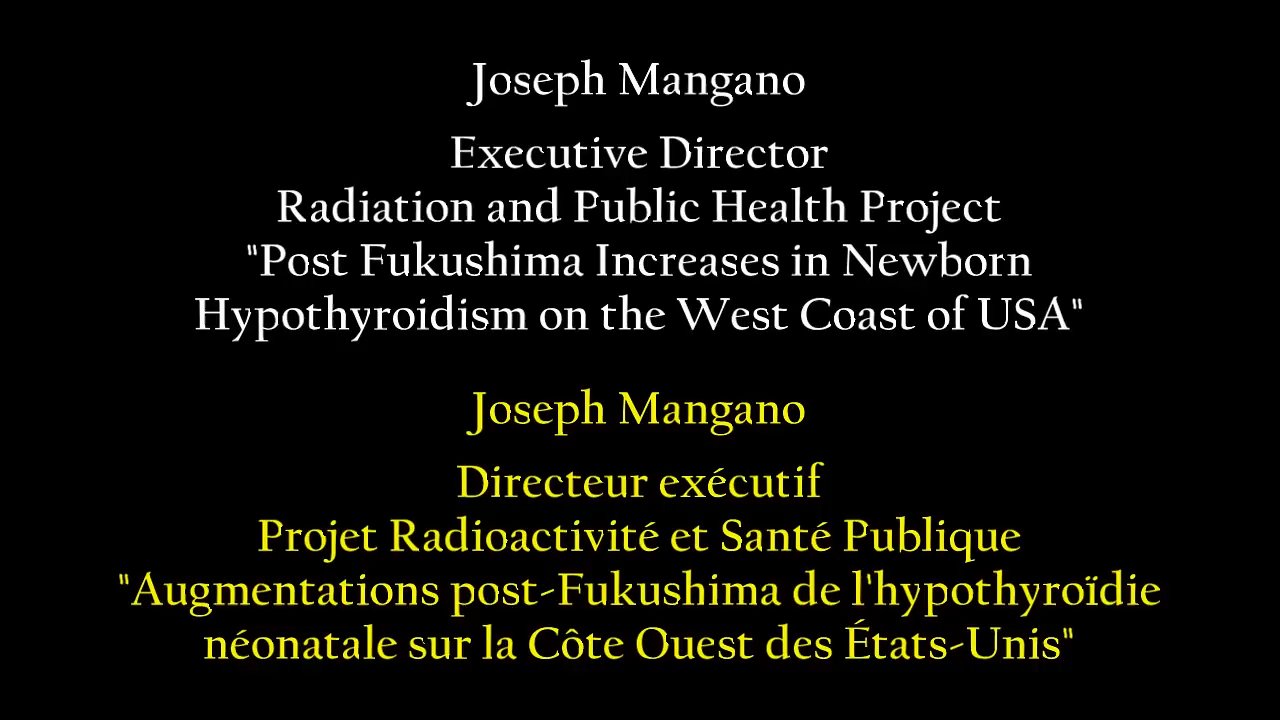 Joseph Mangano
Executive Director
Radiation and Public Health Project
"Post Fukushima Increases in Newborn
Hypothyroidism on the West Coast of USA"
Joseph Mangano
Directeur exécutif
Projet Radioactivité et Santé Publique
"Augmentations post-Fukushima de l'hypothyroïdie
néonatale sur la Côte Ouest des États-Unis"